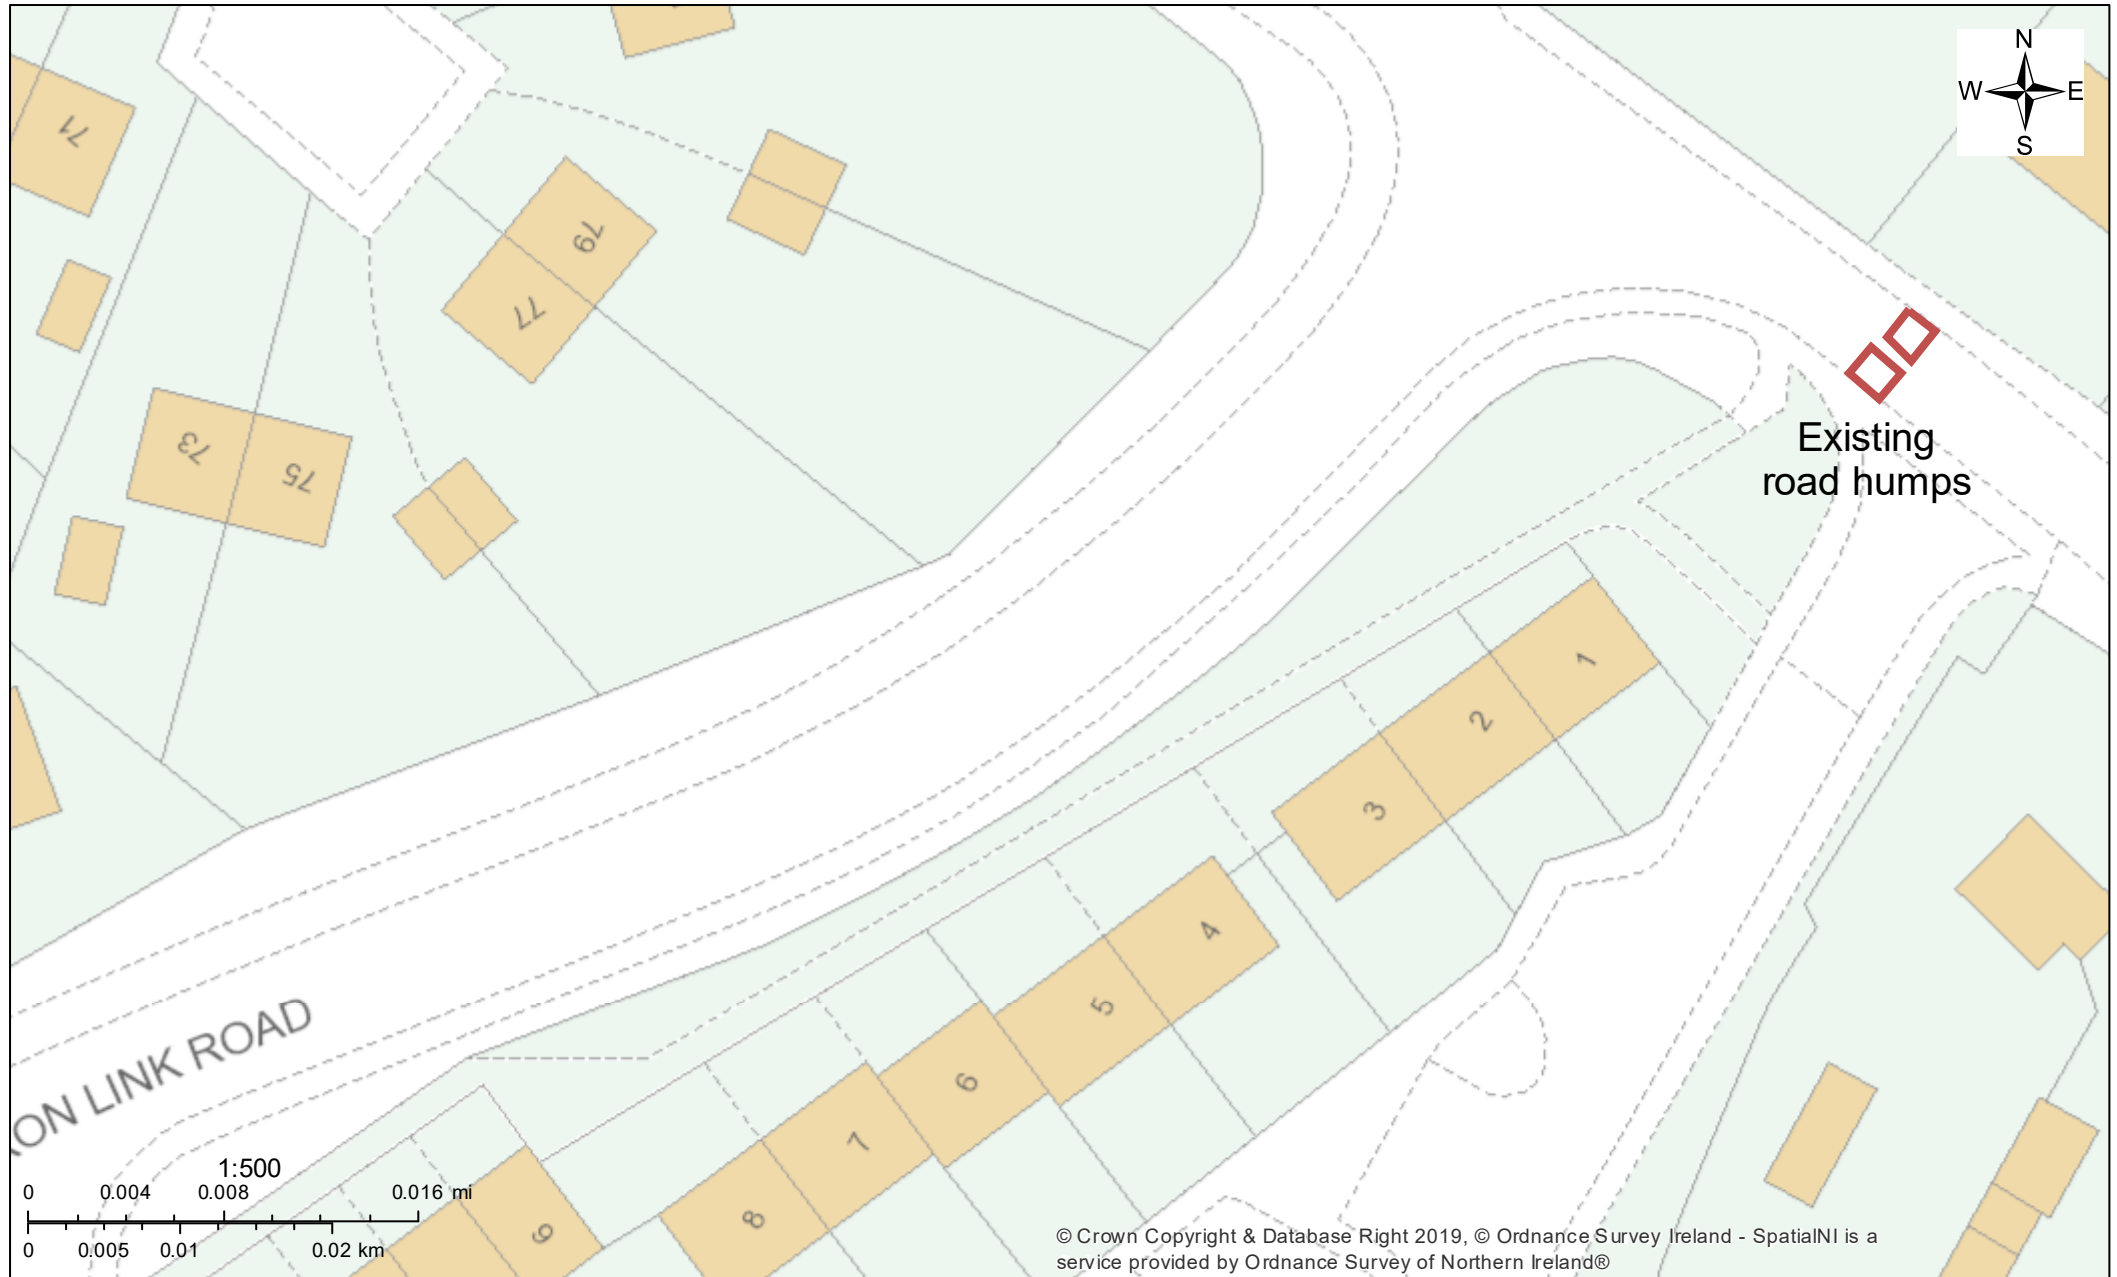 N
W E
S
71
79
77
73
75
Existing
road humps
1
2
3
4
5
6
7
8
9
ON LINK ROAD
1:500
0 0.004 0.008 0.016 mi
0 0.005 0.01 0.02 km
© Crown Copyright & Database Right 2019, © Ordnance Survey Ireland - SpatialNI is a
service provided by Ordnance Survey of Northern Ireland®